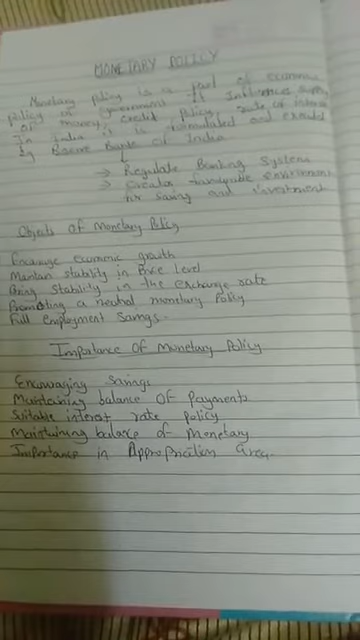 MONETARY POLICY
Monetary policy is a part of economic
policy of government. It Influences supply
of money, credit policy rate of interest
In India it is formulated and executed
by Reserve Bank of India
→ Regulate Banking System
→ Creates favourable environment
for saving and investment
Objects of Monetary Policy
Encourage economic growth
Maintain stability in Price Level
Bring Stability in the exchange rate
Promoting a neutral monetary Policy
Full employment Savings.
Importance Of Monetary Policy
Encouraging Savings
Maintaining balance OF Payments
Suitable interest rate policy
Maintaining balance of Monetary
Importance in Appropriation area.